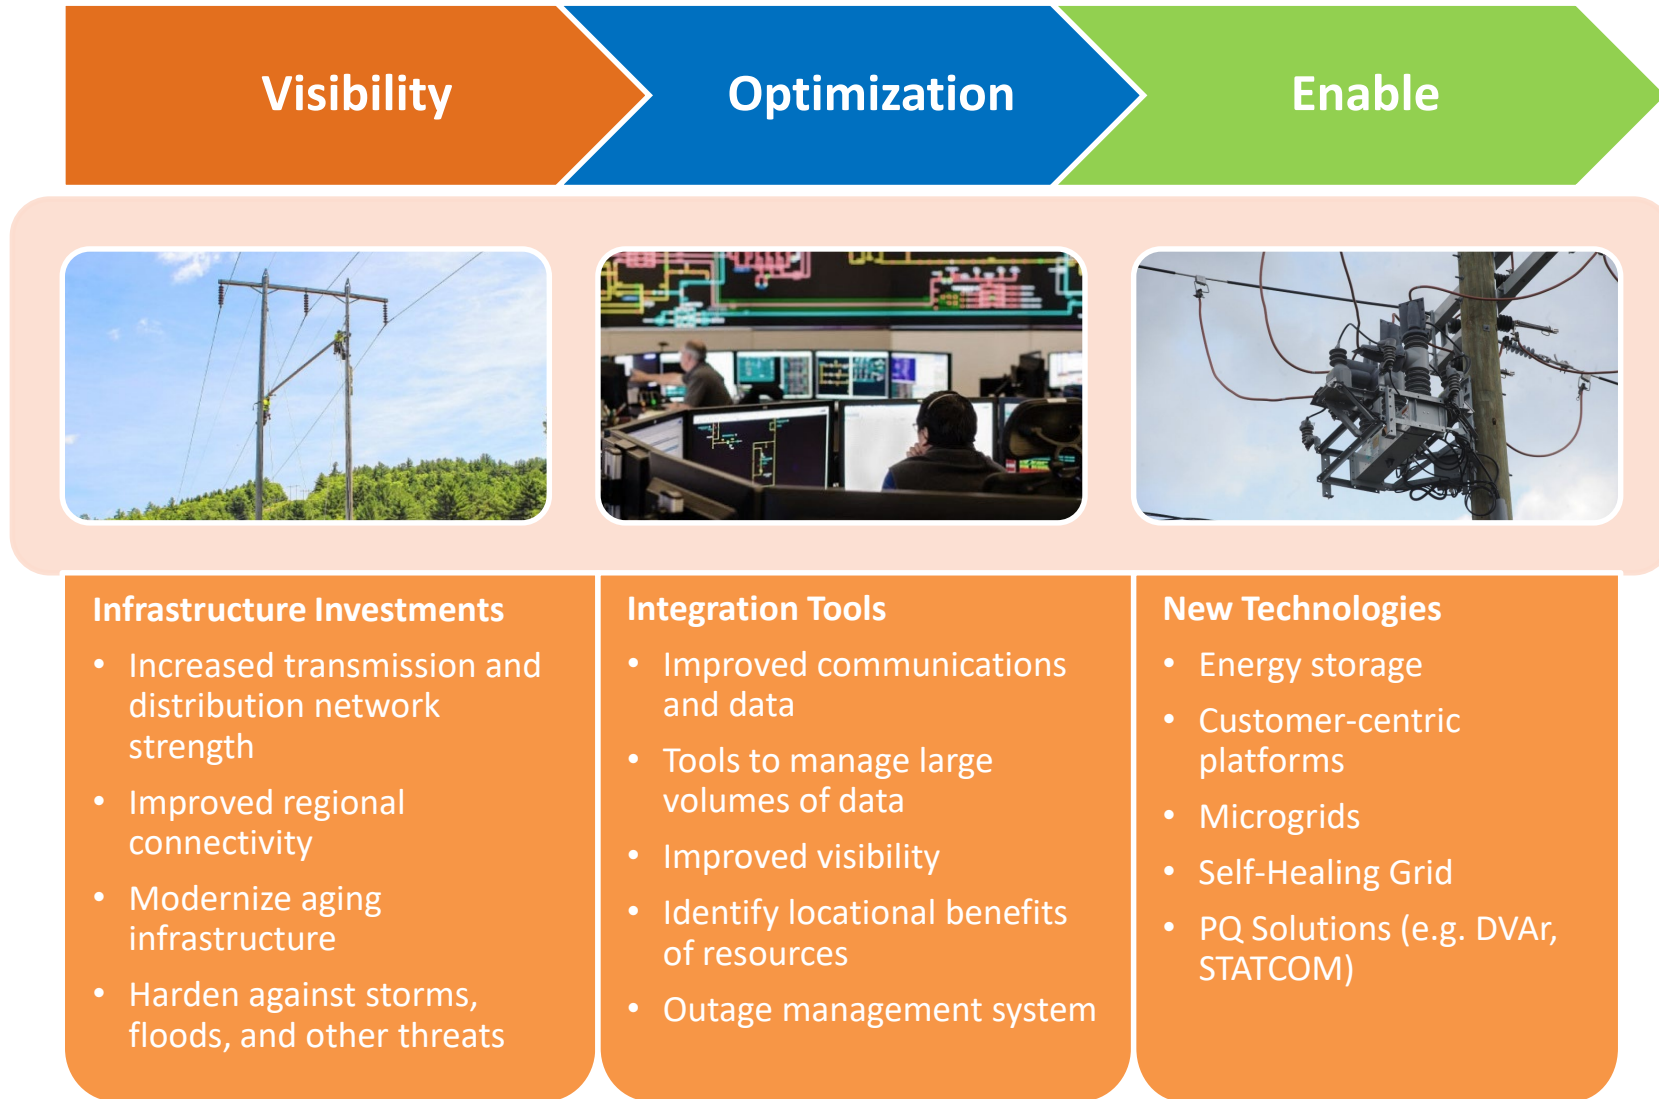 Visibility
Optimization
Enable
Infrastructure Investments
• Increased transmission and
distribution network
strength
• Improved regional
connectivity
• Modernize aging
infrastructure
• Harden against storms,
floods, and other threats
Integration Tools
• Improved communications
and data
• Tools to manage large
volumes of data
• Improved visibility
• Identify locational benefits
of resources
• Outage management system
New Technologies
• Energy storage
• Customer-centric
platforms
• Microgrids
• Self-Healing Grid
• PQ Solutions (e.g. DVAr,
STATCOM)